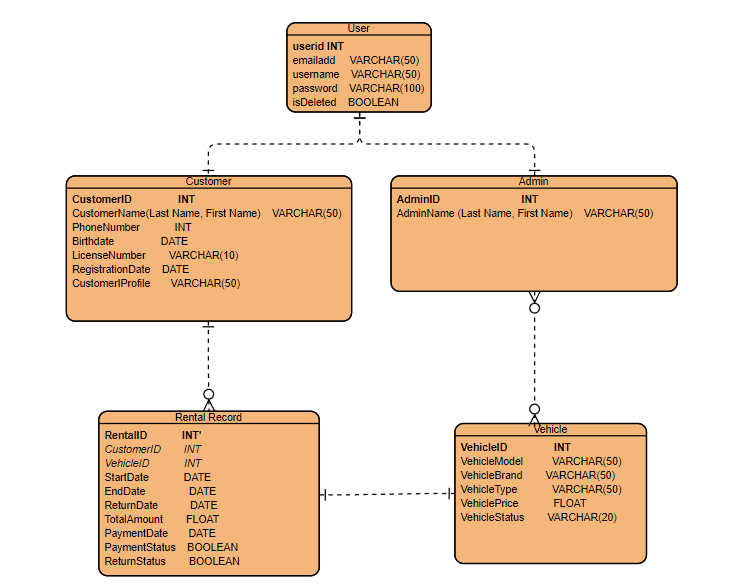 User
userid INT
emailadd VARCHAR(50)
username VARCHAR(50)
password VARCHAR(100)
isDeleted BOOLEAN
Customer
CustomerID INT
CustomerName(Last Name, First Name) VARCHAR(50)
PhoneNumber INT
Birthdate DATE
LicenseNumber VARCHAR(10)
RegistrationDate DATE
CustomerlProfile VARCHAR(50)
Admin
AdminID INT
AdminName (Last Name, First Name) VARCHAR(50)
Rental Record
RentalID INT'
CustomerID INT
VehicleID INT
StartDate DATE
EndDate DATE
ReturnDate DATE
TotalAmount FLOAT
PaymentDate DATE
PaymentStatus BOOLEAN
ReturnStatus BOOLEAN
Vehicle
VehicleID INT
VehicleModel VARCHAR(50)
VehicleBrand VARCHAR(50)
VehicleType VARCHAR(50)
VehiclePrice FLOAT
VehicleStatus VARCHAR(20)